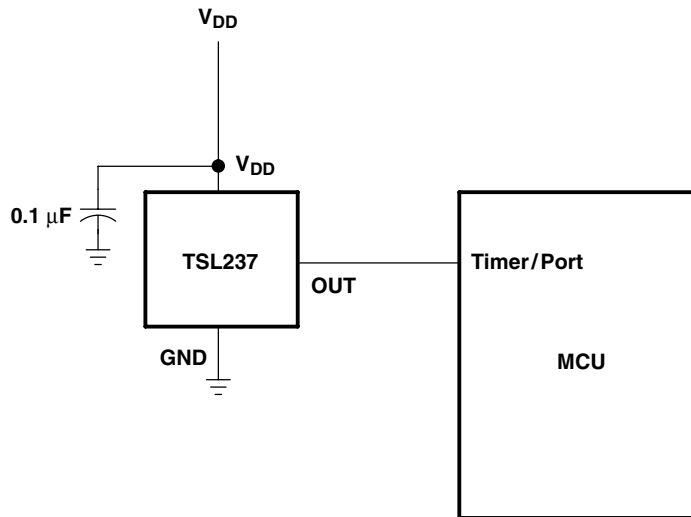 VDD
VDD
0.1 μF
TSL237
OUT
Timer/Port
GND
MCU